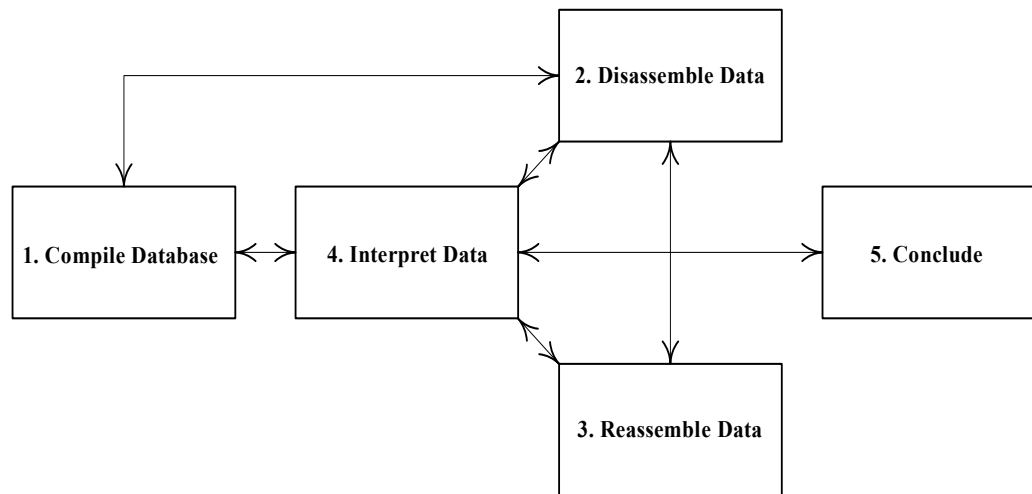 2. Disassemble Data
1. Compile Database
4. Interpret Data
5. Conclude
3. Reassemble Data